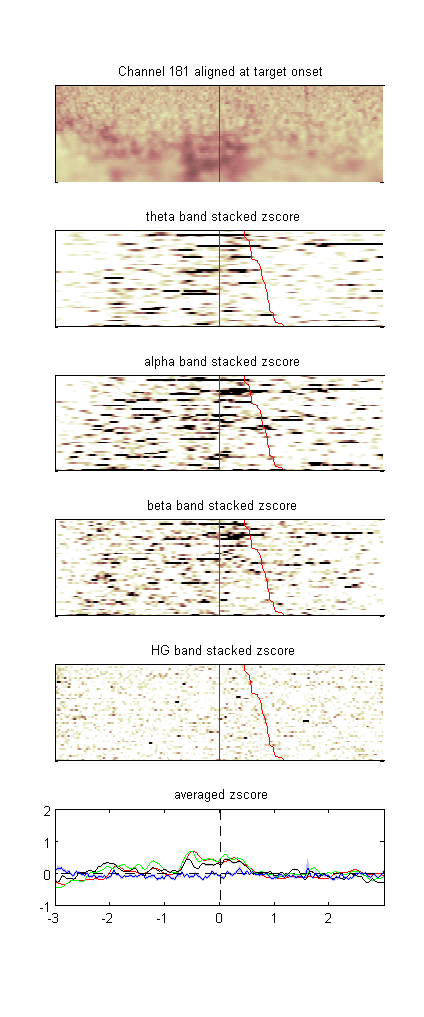 Channel 181 aligned at target onset
theta band stacked zscore
alpha band stacked zscore
beta band stacked zscore
HG band stacked zscore
averaged zscore
2
1
0
-1
-3 -2 -1 0 1 2